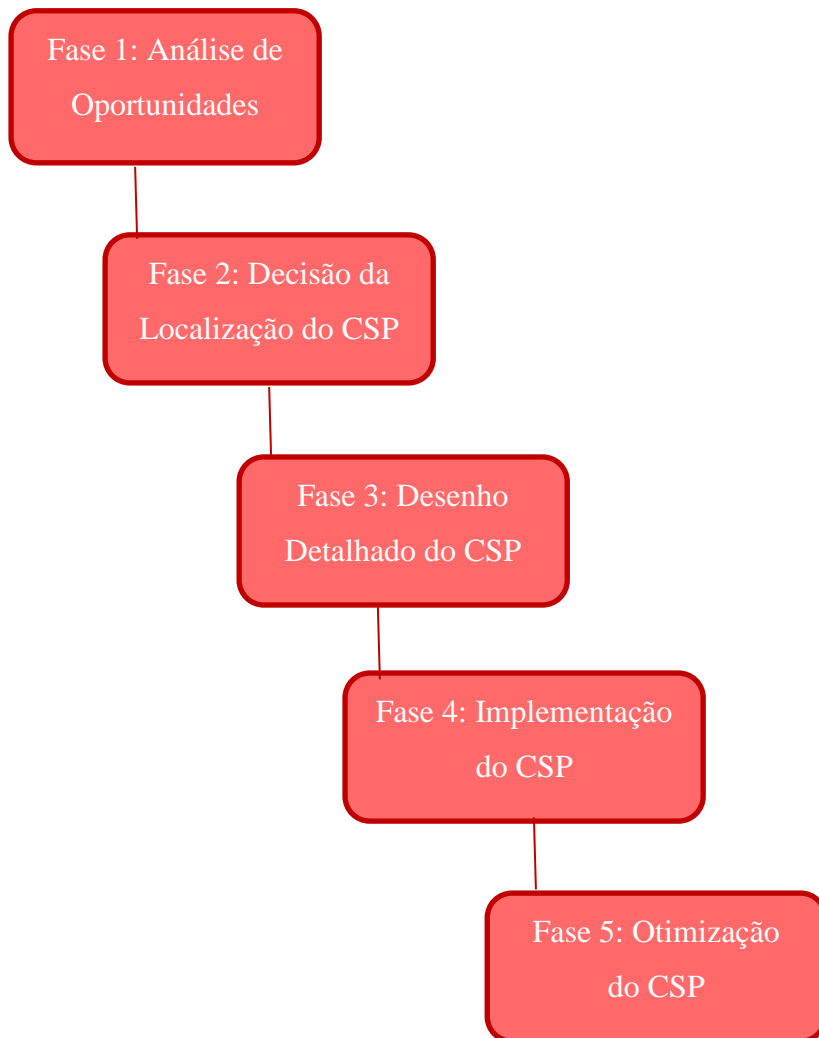 Fase 1: Análise de
Oportunidades
Fase 2: Decisão da
Localização do CSP
Fase 3: Desenho
Detalhado do CSP
Fase 4: Implementação
do CSP
Fase 5: Otimização
do CSP